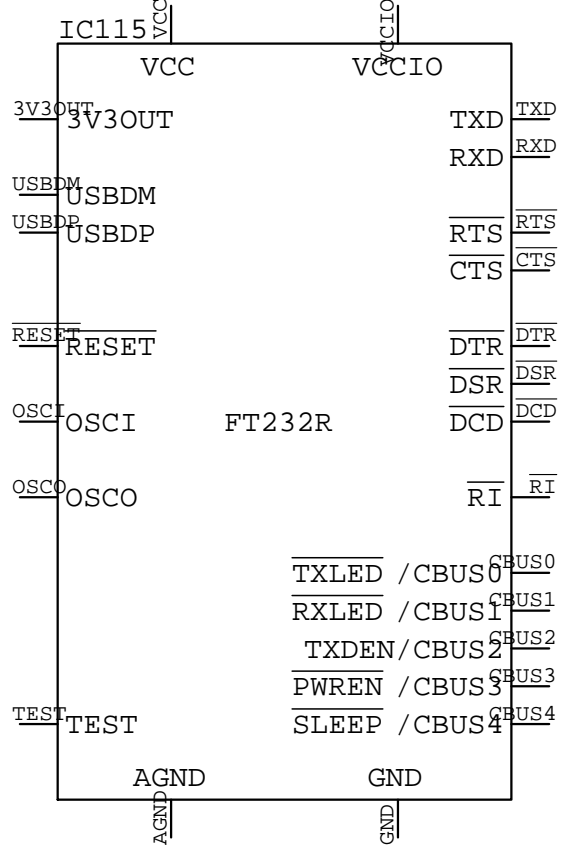 IC115 VCC VCCIO
VCC VCCIO
3V3OUT 3V3OUT TXD TXD
RXD RXD
USBDM USBDM
USBDP USBDP RTS RTS
CTS CTS
RESET RESET DTR DTR
DSR DSR
OSCI OSCI FT232R DCD DCD
OSCO OSCO RI RI
TXLED /CBUS0 CBUS0
RXLED /CBUS1 CBUS1
TXDEN/CBUS2 CBUS2
PWREN /CBUS3 CBUS3
TEST TEST SLEEP /CBUS4 CBUS4
AGND GND
AGND GND